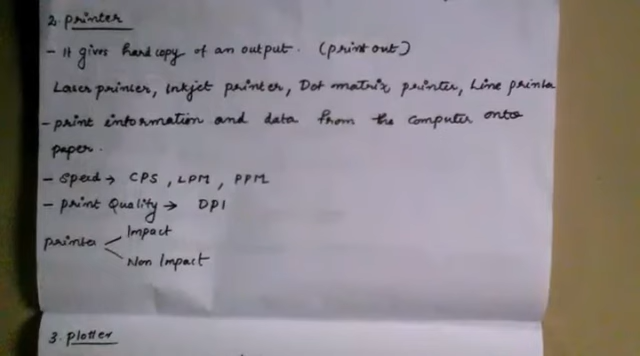 2. Printer
- It gives hard copy of an output. (print out)
Laser printer, Inkjet printer, Dot matrix printer, Line printer
- print information and data from the computer onto
paper.
- Speed → CPS, LPM, PPM
- print Quality → DPI
printer
Impact
Non Impact
3. plotter